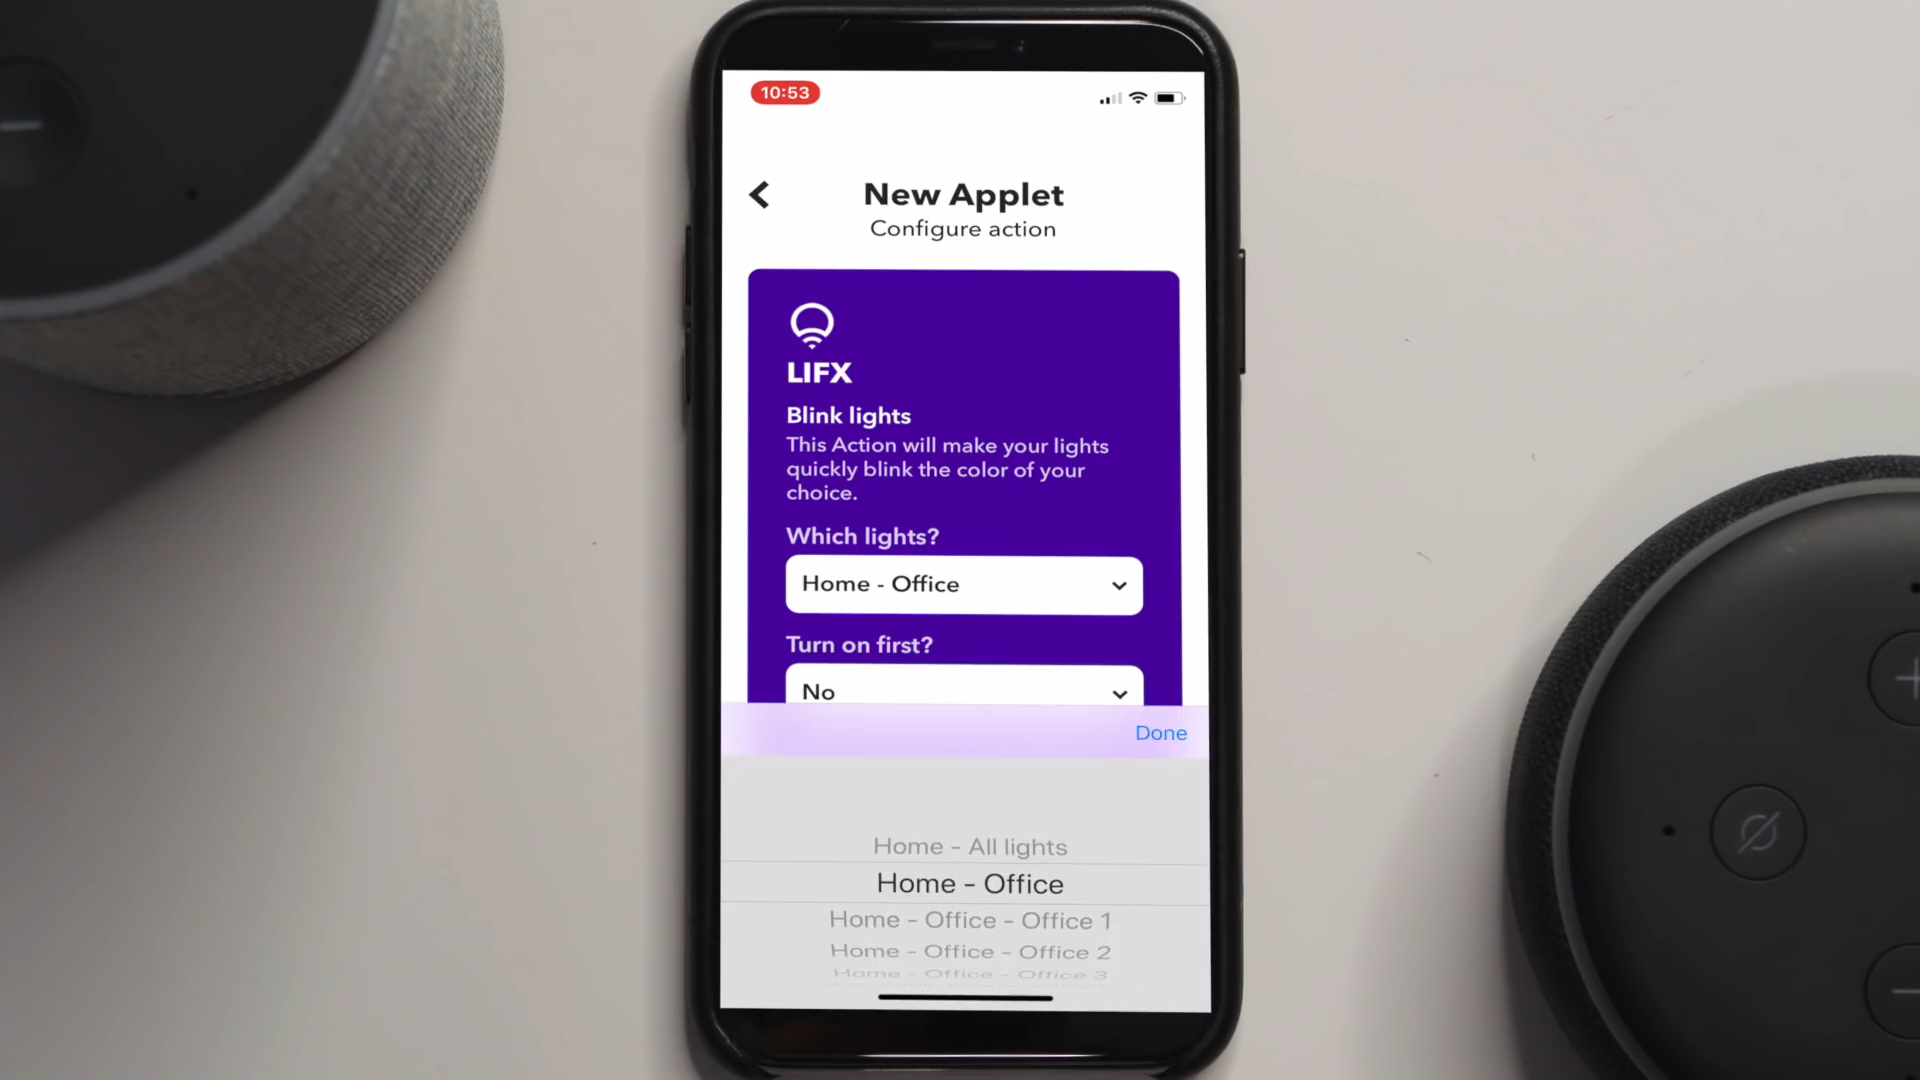 10:53
New Applet
Configure action
LIFX
Blink lights
This Action will make your lights
quickly blink the color of your
choice.
Which lights?
Home - Office
Turn on first?
No
Done
Home - All lights
Home - Office
Home - Office - Office 1
Home - Office - Office 2
Home - Office - Office 3